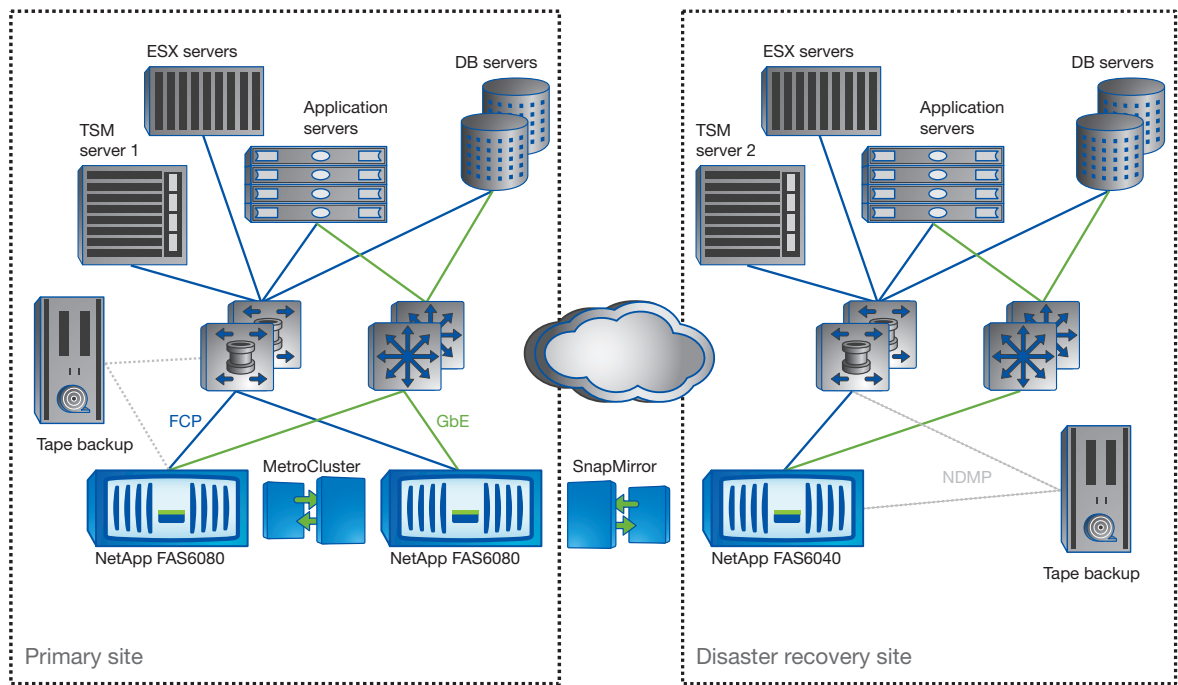 ESX servers
DB servers
Application
servers
TSM
server 1
FCP
GbE
Tape backup
MetroCluster
NetApp FAS6080
NetApp FAS6080
Primary site
SnapMirror
ESX servers
DB servers
Application
servers
TSM
server 2
NDMP
NetApp FAS6040
Tape backup
Disaster recovery site